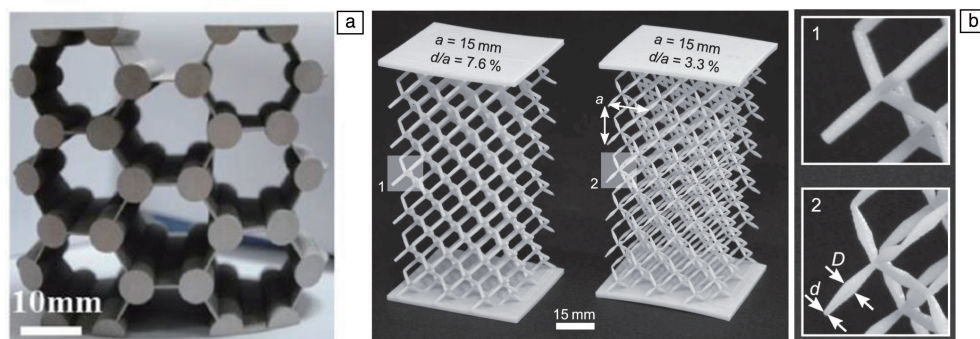 a
10mm
a = 15 mm
d/a = 7.6 %
a = 15 mm
d/a = 3.3 %
a
1
2
15 mm
1
2
D
d
b